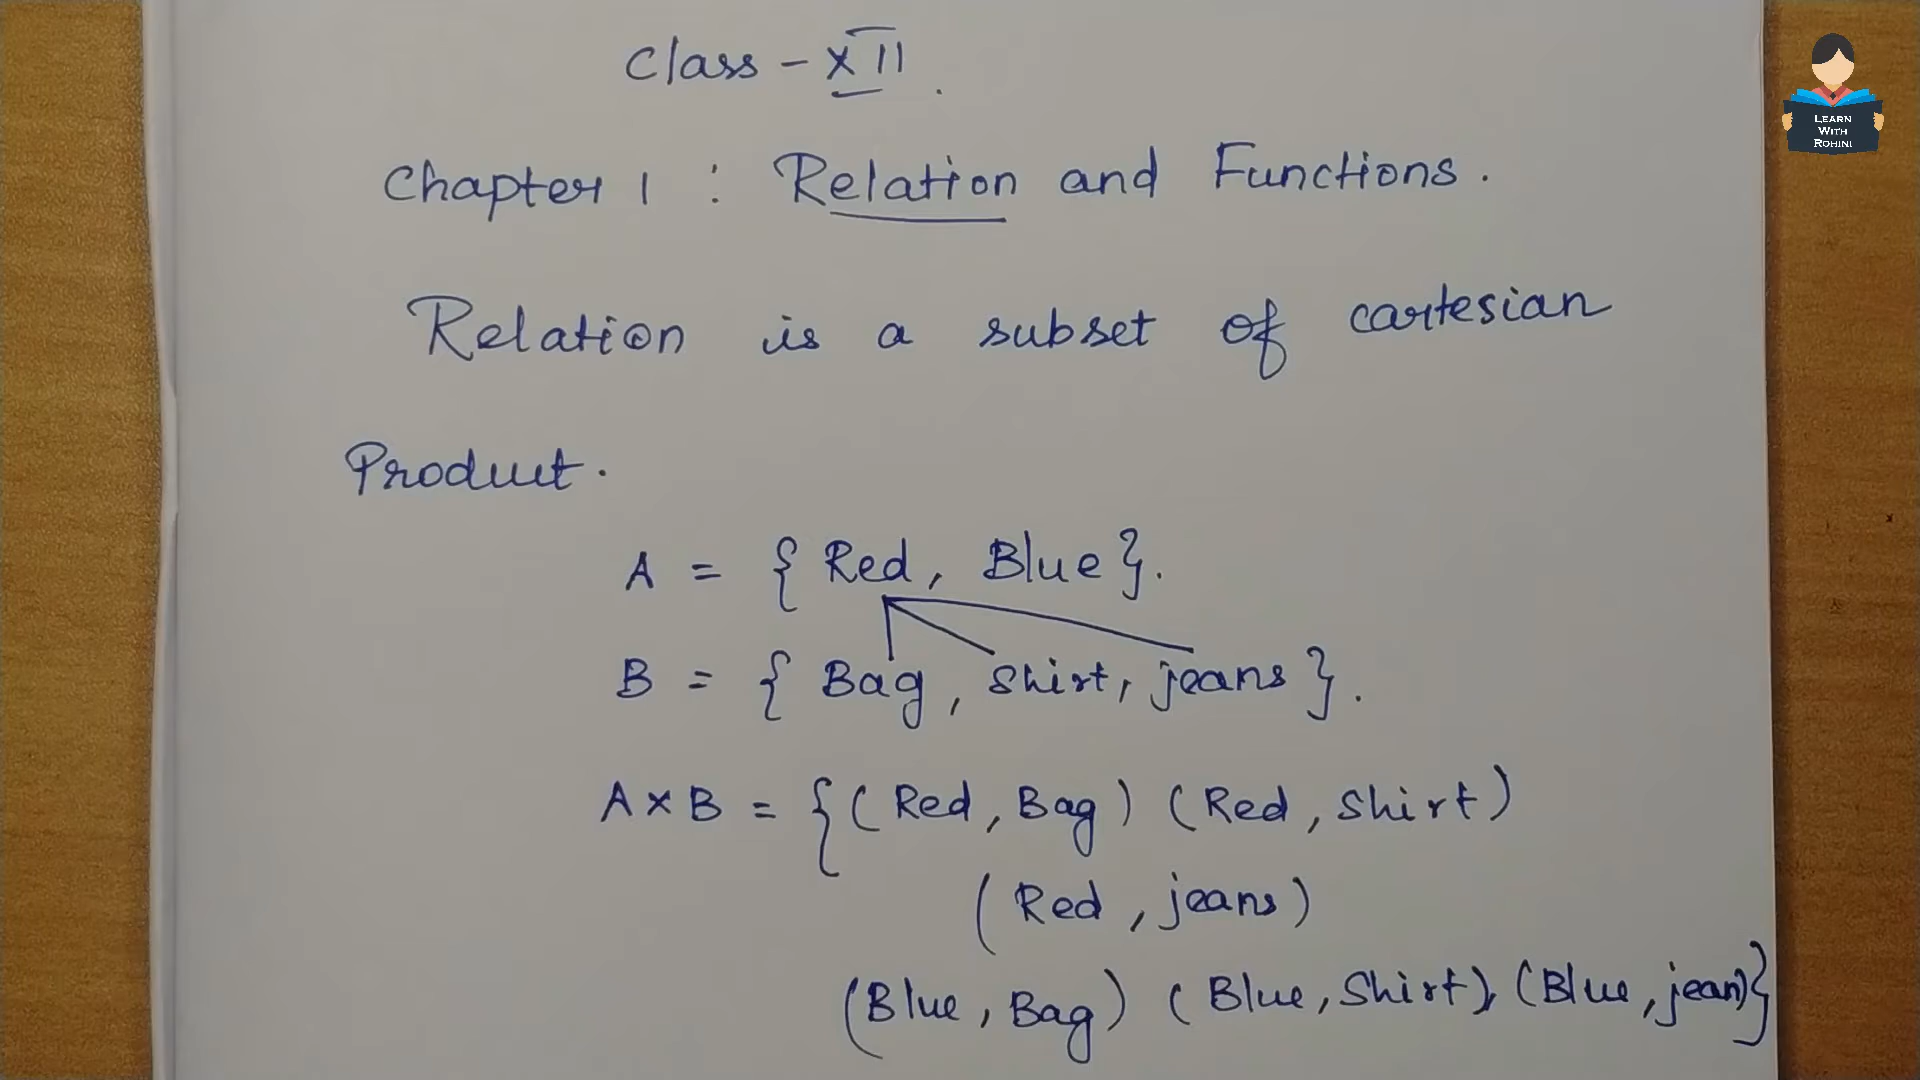 Class - XII.
LEARN
WITH
ROHINI
Chapter 1 : Relation and Functions.
Relation is a subset of cartesian
Product.
A = { Red, Blue }.
B = { Bag, shirt, jeans }.
A × B = { ( Red, Bag ) ( Red, Shirt )
( Red, jeans )
( Blue, Bag ) ( Blue, Shirt ), ( Blue, jean ) }